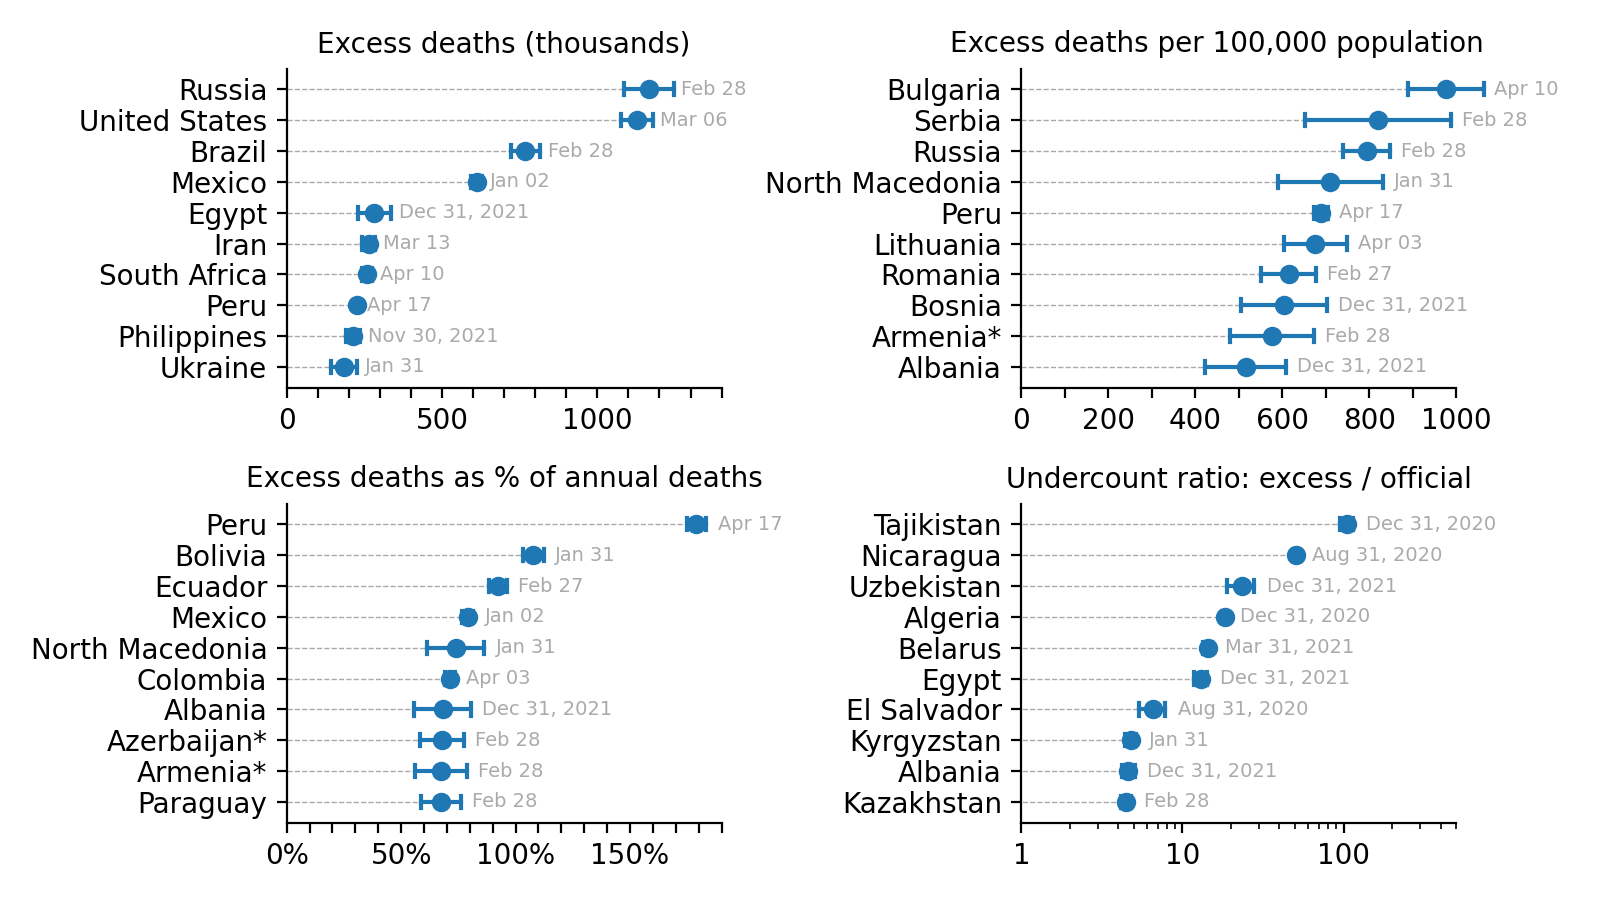 Excess deaths (thousands)
Russia Feb 28
United States Mar 06
Brazil Feb 28
Mexico Jan 02
Egypt Dec 31, 2021
Iran Mar 13
South Africa Apr 10
Peru Apr 17
Philippines Nov 30, 2021
Ukraine Jan 31
0 500 1000
Excess deaths per 100,000 population
Bulgaria Apr 10
Serbia Feb 28
Russia Feb 28
North Macedonia Jan 31
Peru Apr 17
Lithuania Apr 03
Romania Feb 27
Bosnia Dec 31, 2021
Armenia* Feb 28
Albania Dec 31, 2021
0 200 400 600 800 1000
Excess deaths as % of annual deaths
Peru Apr 17
Bolivia Jan 31
Ecuador Feb 27
Mexico Jan 02
North Macedonia Jan 31
Colombia Apr 03
Albania Dec 31, 2021
Azerbaijan* Feb 28
Armenia* Feb 28
Paraguay Feb 28
0% 50% 100% 150%
Undercount ratio: excess / official
Tajikistan Dec 31, 2020
Nicaragua Aug 31, 2020
Uzbekistan Dec 31, 2021
Algeria Dec 31, 2020
Belarus Mar 31, 2021
Egypt Dec 31, 2021
El Salvador Aug 31, 2020
Kyrgyzstan Jan 31
Albania Dec 31, 2021
Kazakhstan Feb 28
1 10 100